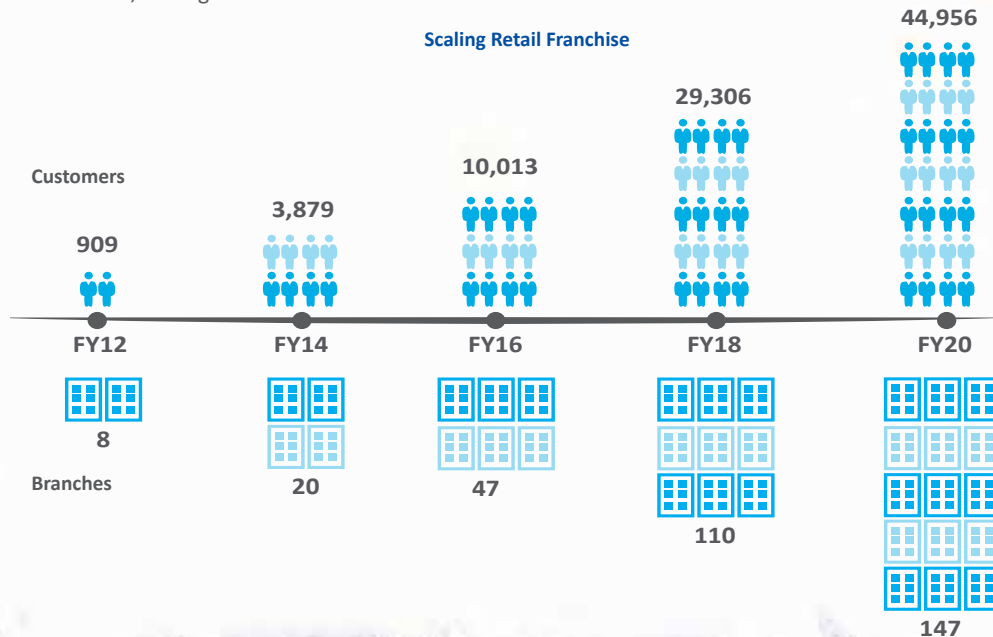 Scaling Retail Franchise
44,956
29,306
10,013
Customers
3,879
909
FY12 FY14 FY16 FY18 FY20
8
Branches
20
47
110
147